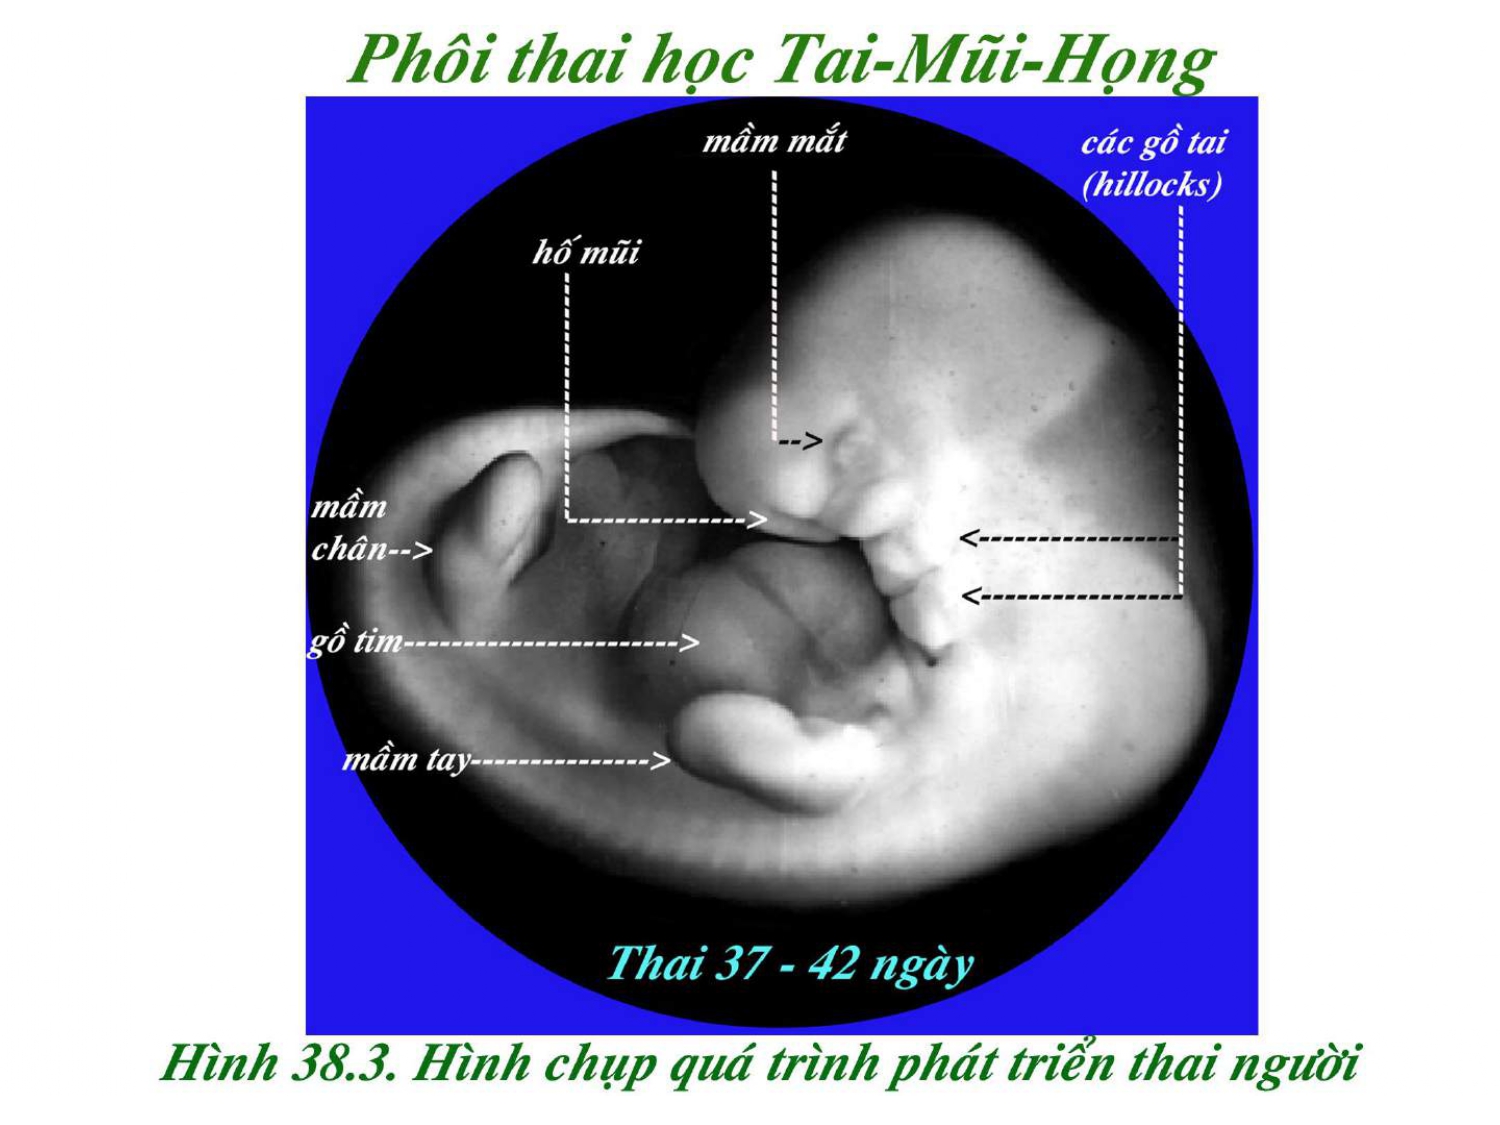 Phôi thai học Tai-Mũi-Họng
mầm mắt
các gồ tai
(hillocks)
hố mũi
mầm
chân-->
gồ tim----------------------->
mầm tay--------------->
Thai 37 - 42 ngày
Hình 38.3. Hình chụp quá trình phát triển thai người